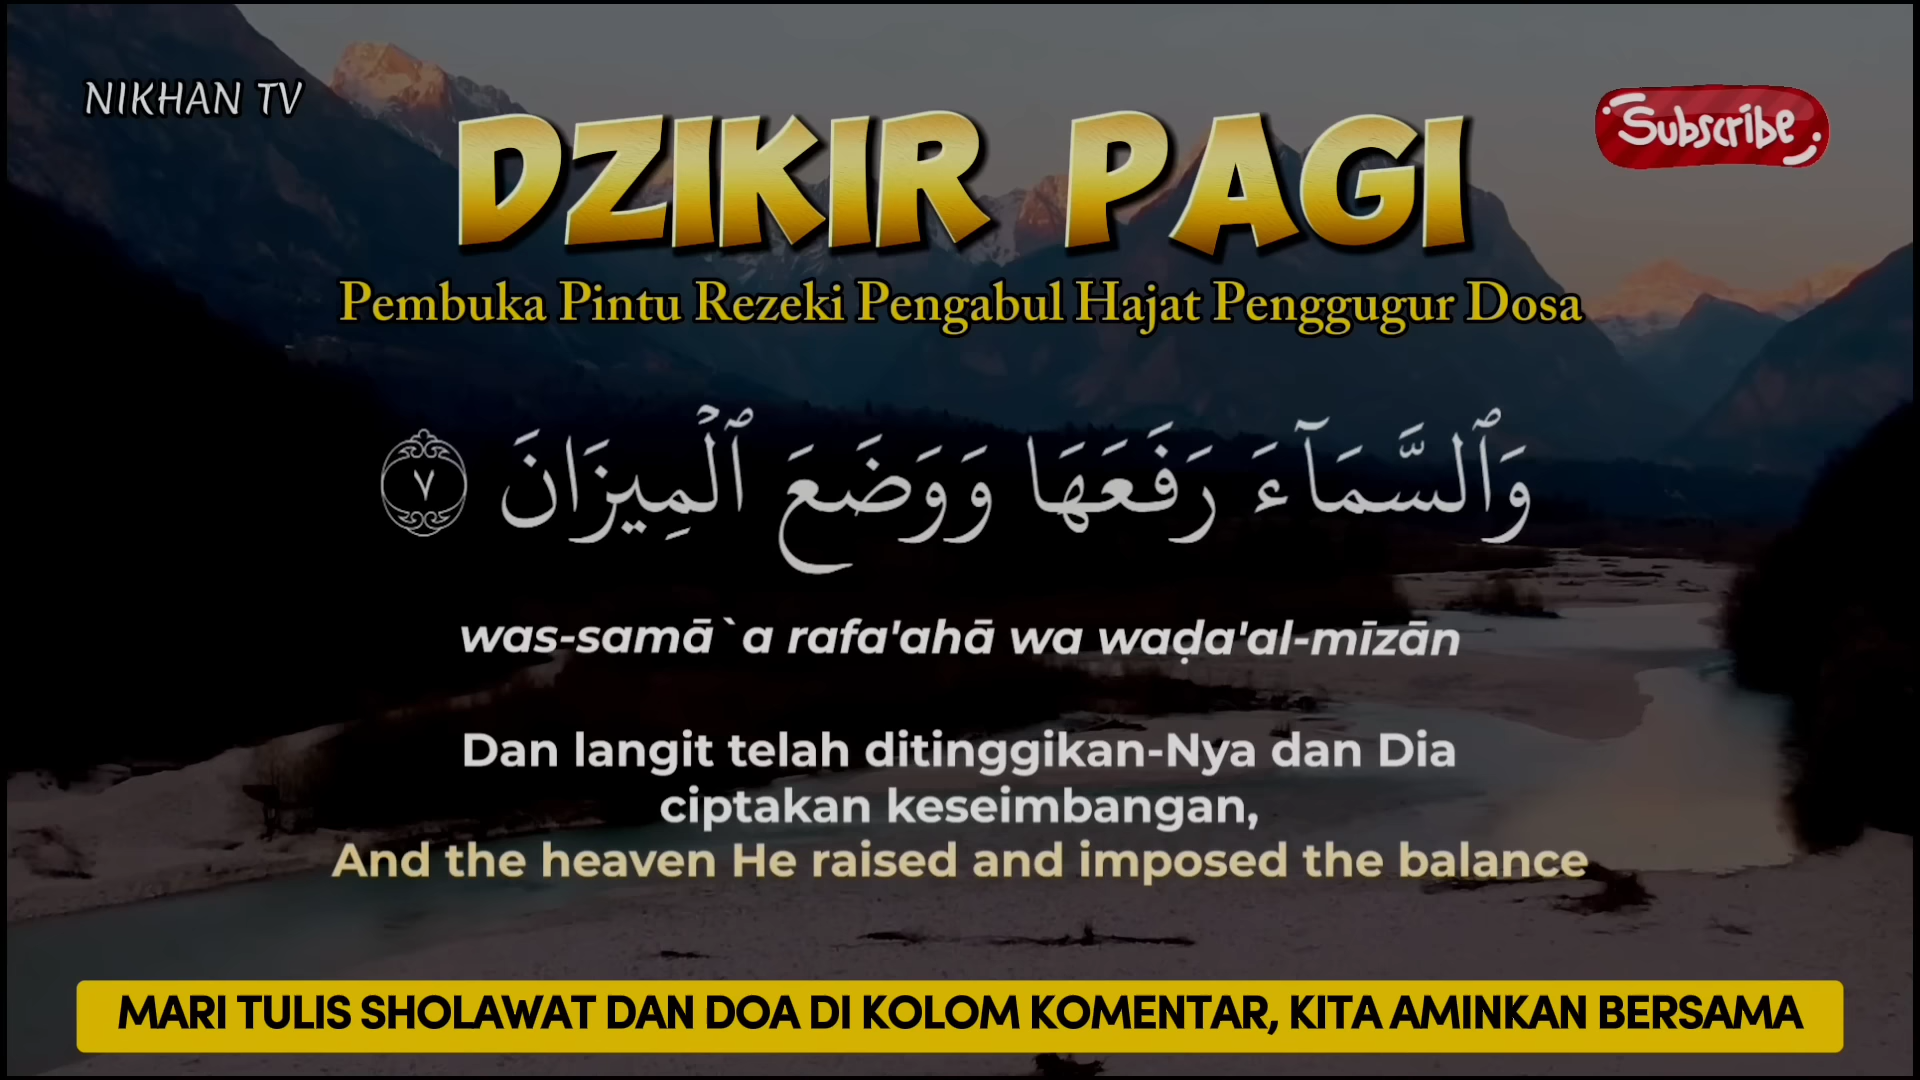 NIKHAN TV
Subscribe
DZIKIR PAGI
Pembuka Pintu Rezeki Pengabul Hajat Penggugur Dosa
وَٱلسَّمَآءَ رَفَعَهَا وَوَضَعَ ٱلْمِيزَانَ ٧
was-samā`a rafa'ahā wa waḍa'al-mīzān
Dan langit telah ditinggikan-Nya dan Dia
ciptakan keseimbangan,
And the heaven He raised and imposed the balance
MARI TULIS SHOLAWAT DAN DOA DI KOLOM KOMENTAR, KITA AMINKAN BERSAMA